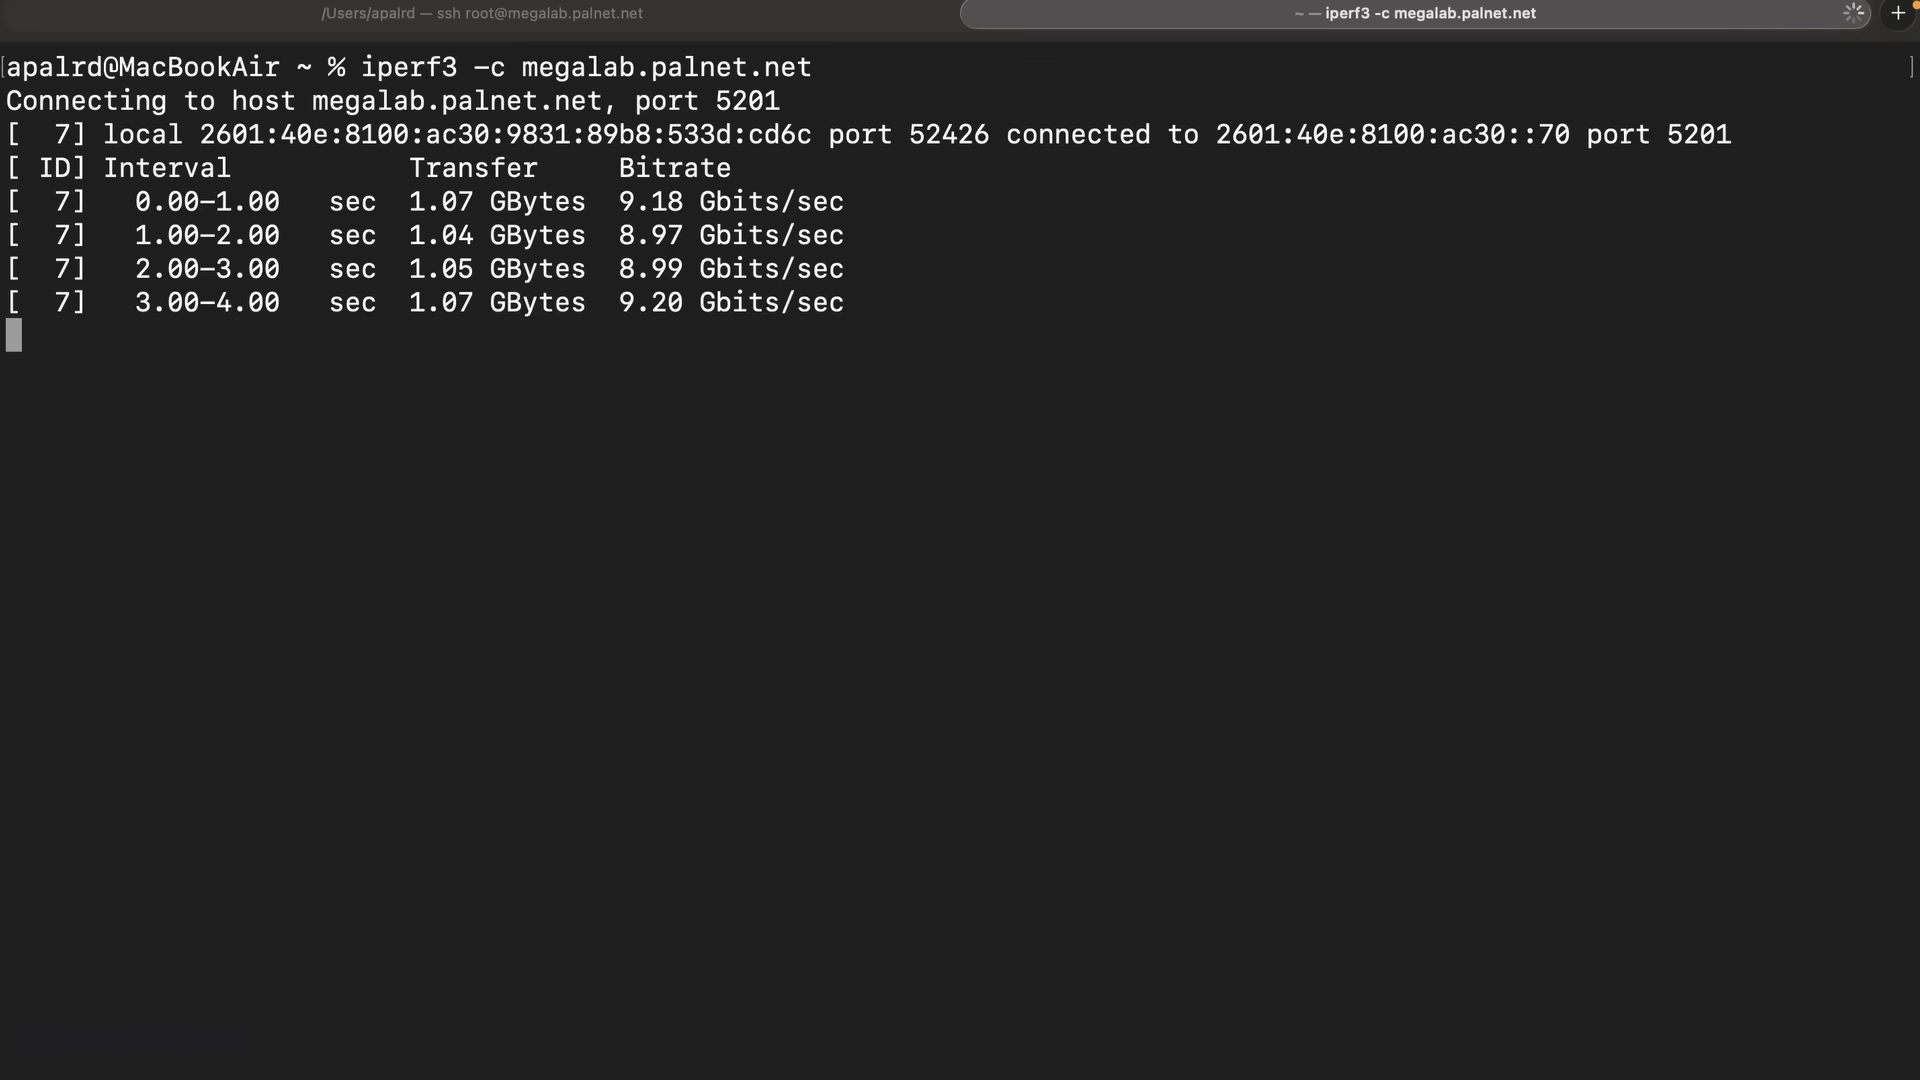 /Users/apalrd — ssh root@megalab.palnet.net
~ — iperf3 -c megalab.palnet.net
+
[apalrd@MacBookAir ~ % iperf3 -c megalab.palnet.net ]
Connecting to host megalab.palnet.net, port 5201
[  7] local 2601:40e:8100:ac30:9831:89b8:533d:cd6c port 52426 connected to 2601:40e:8100:ac30::70 port 5201
[ ID] Interval           Transfer     Bitrate
[  7]   0.00-1.00   sec  1.07 GBytes  9.18 Gbits/sec
[  7]   1.00-2.00   sec  1.04 GBytes  8.97 Gbits/sec
[  7]   2.00-3.00   sec  1.05 GBytes  8.99 Gbits/sec
[  7]   3.00-4.00   sec  1.07 GBytes  9.20 Gbits/sec